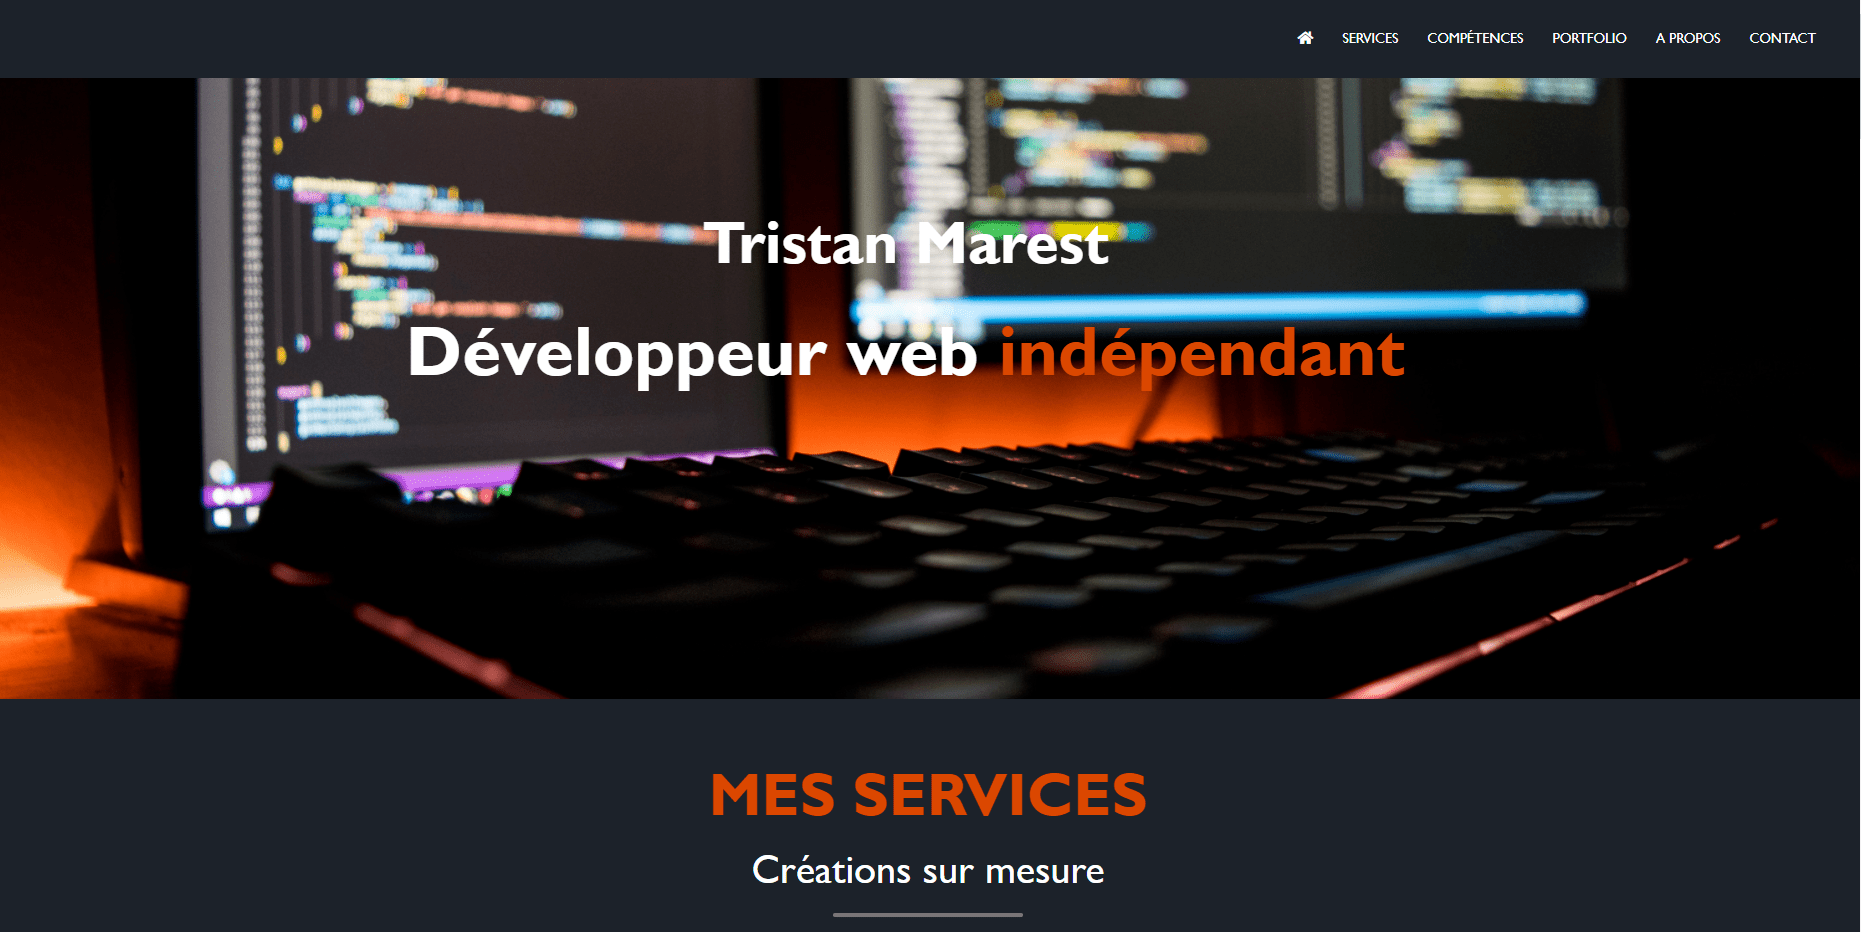 SERVICES COMPÉTENCES PORTFOLIO A PROPOS CONTACT
Tristan Marest
Développeur web indépendant
MES SERVICES
Créations sur mesure